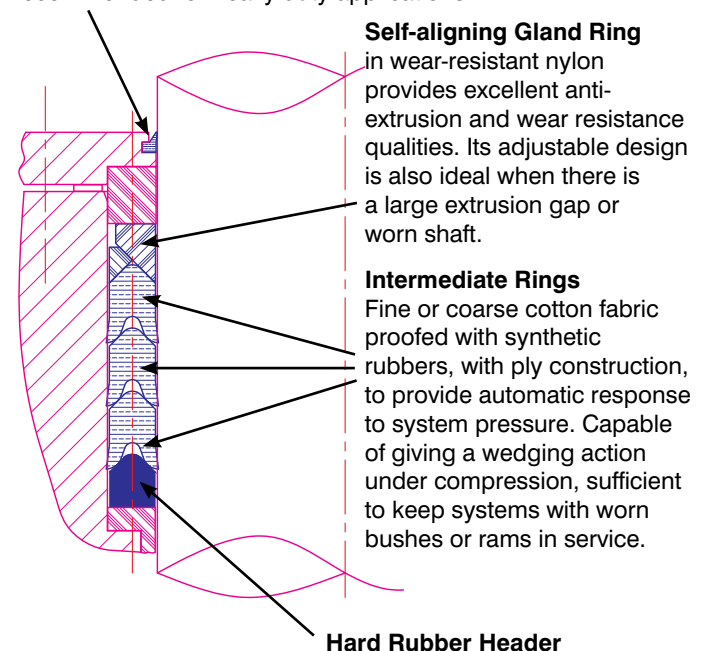 Self-aligning Gland Ring
in wear-resistant nylon
provides excellent anti-
extrusion and wear resistance
qualities. Its adjustable design
is also ideal when there is
a large extrusion gap or
worn shaft.
Intermediate Rings
Fine or coarse cotton fabric
proofed with synthetic
rubbers, with ply construction,
to provide automatic response
to system pressure. Capable
of giving a wedging action
under compression, sufficient
to keep systems with worn
bushes or rams in service.
Hard Rubber Header